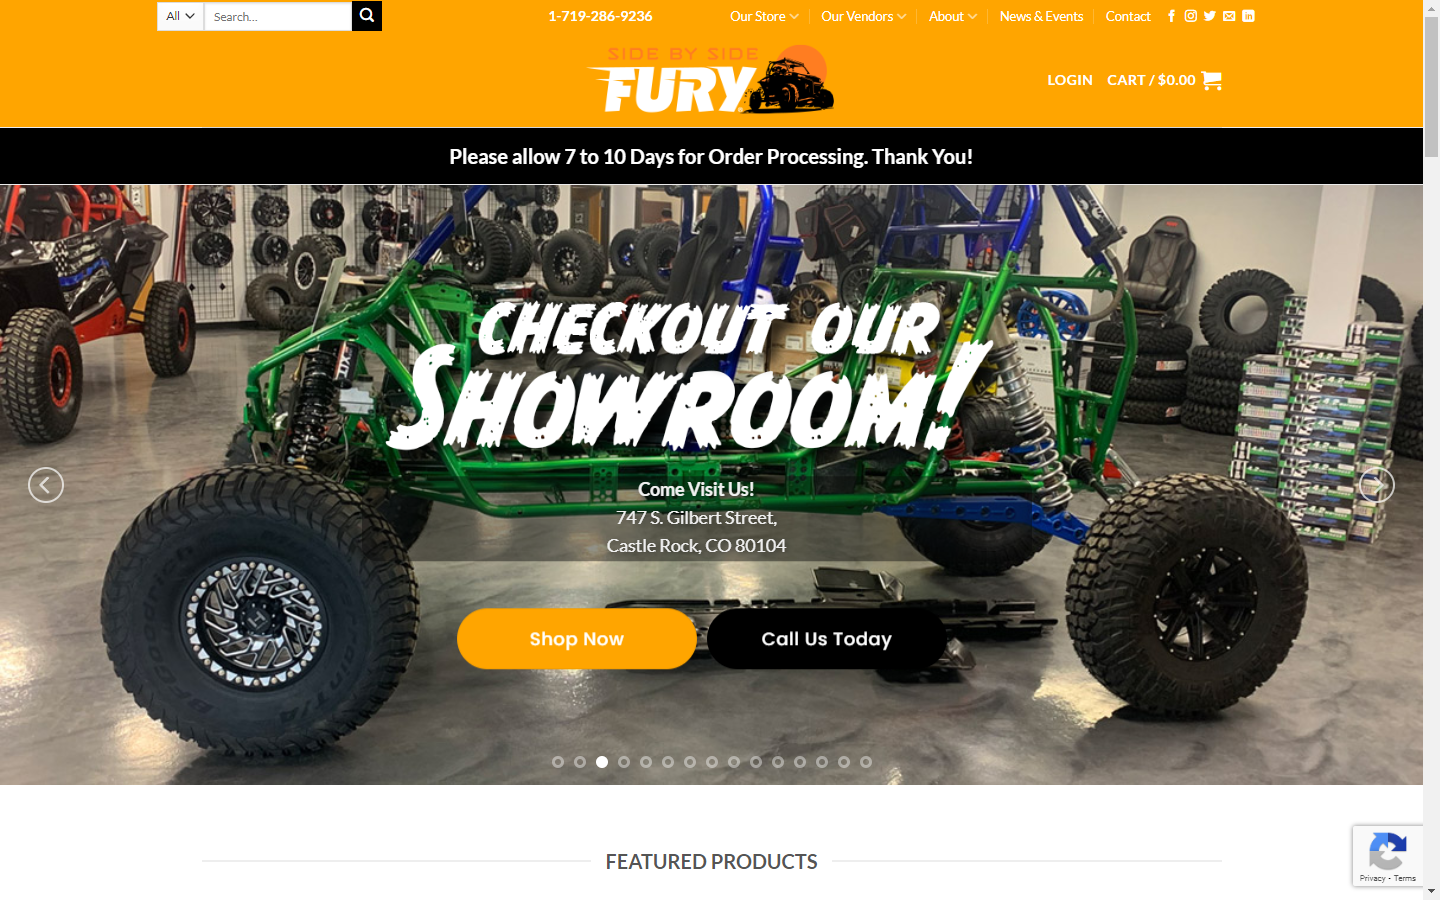 All
Search...
1-719-286-9236
Our Store
Our Vendors
About
News & Events
Contact
SIDE BY SIDE
FURY
LOGIN
CART / $0.00
Please allow 7 to 10 Days for Order Processing. Thank You!
CHECKOUT OUR
SHOWROOM!
Come Visit Us!
747 S. Gilbert Street,
Castle Rock, CO 80104
Shop Now
Call Us Today
FEATURED PRODUCTS
Privacy - Terms